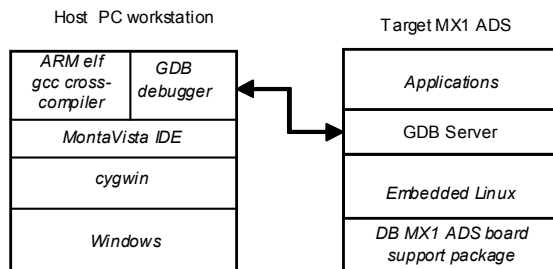 Host PC workstation
ARM elf
gcc cross-
compiler
GDB
debugger
MontaVista IDE
cygwin
Windows
Target MX1 ADS
Applications
GDB Server
Embedded Linux
DB MX1 ADS board
support package